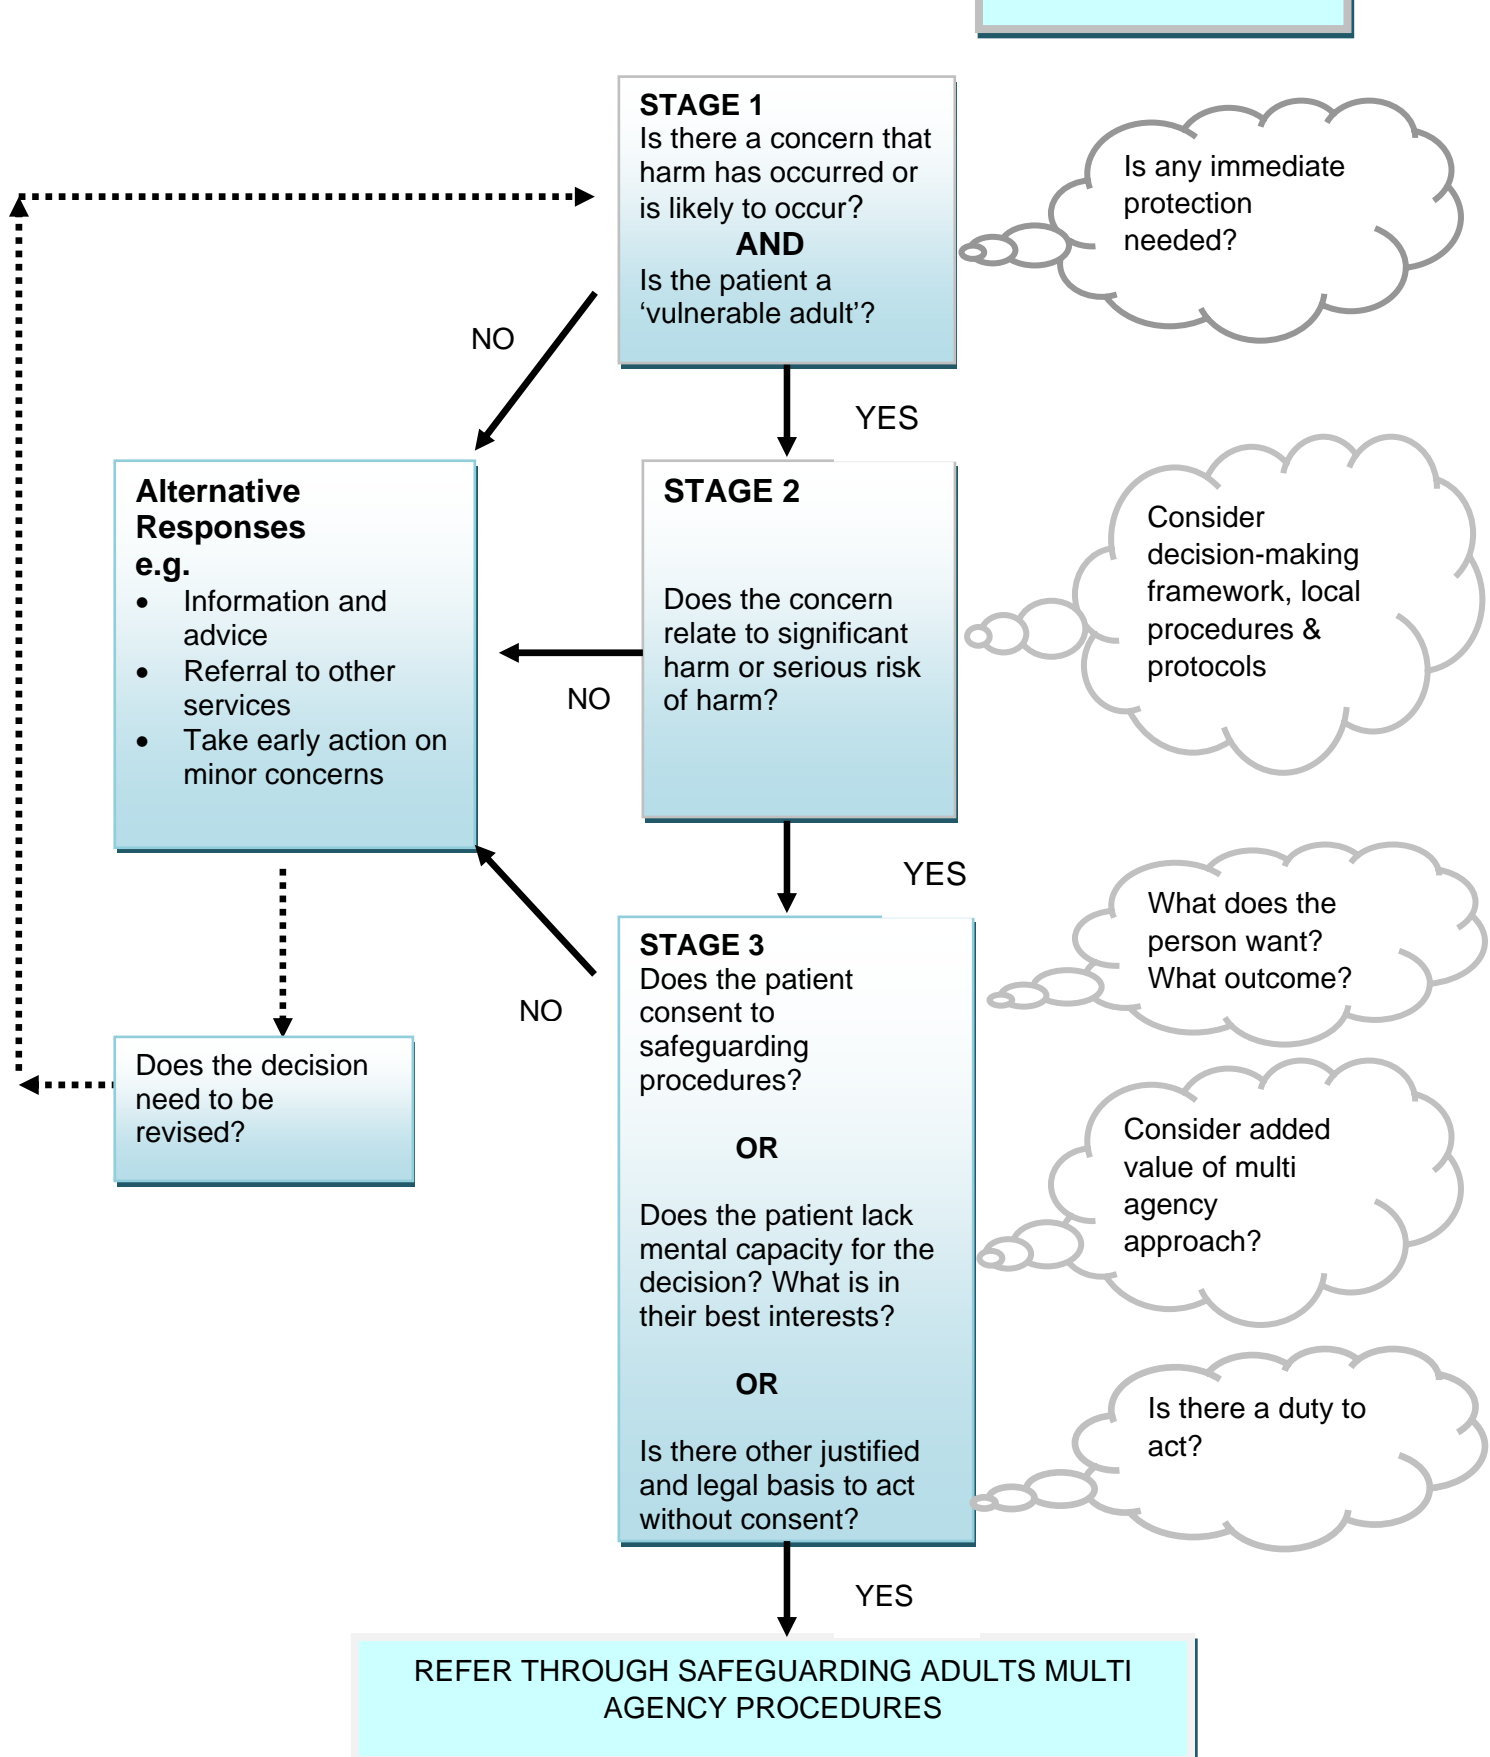 STAGE 1
Is there a concern that
harm has occurred or
is likely to occur?
AND
Is the patient a
‘vulnerable adult’?
Is any immediate
protection
needed?
NO
YES
Alternative
Responses
e.g.
• Information and
advice
• Referral to other
services
• Take early action on
minor concerns
STAGE 2
Does the concern
relate to significant
harm or serious risk
of harm?
Consider
decision-making
framework, local
procedures &
protocols
NO
YES
STAGE 3
Does the patient
consent to
safeguarding
procedures?
OR
Does the patient lack
mental capacity for the
decision? What is in
their best interests?
OR
Is there other justified
and legal basis to act
without consent?
What does the
person want?
What outcome?
NO
Does the decision
need to be
revised?
Consider added
value of multi
agency
approach?
Is there a duty to
act?
YES
REFER THROUGH SAFEGUARDING ADULTS MULTI
AGENCY PROCEDURES